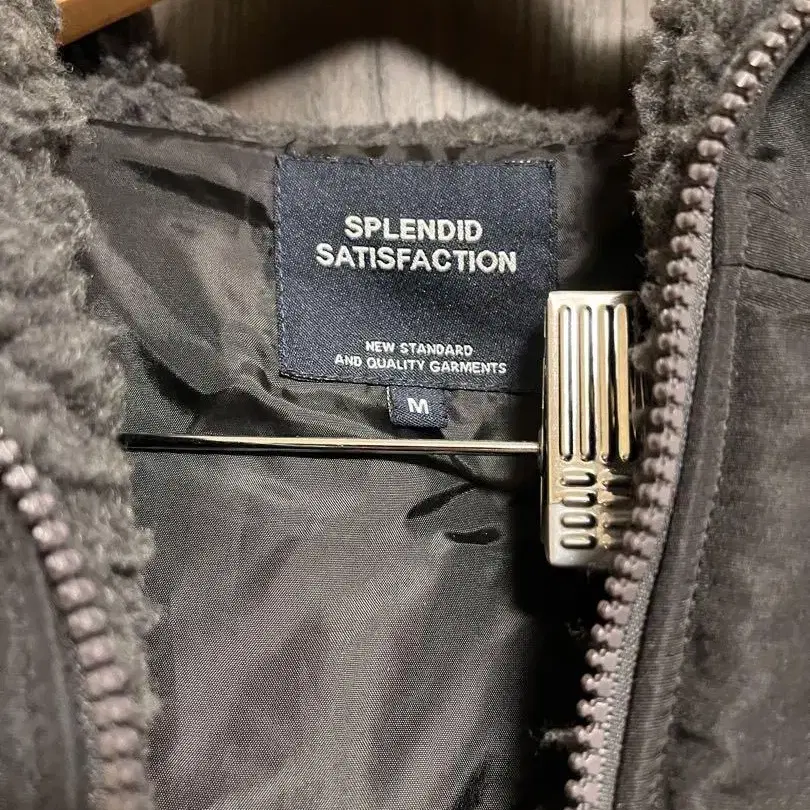 SPLENDID
SATISFACTION
NEW STANDARD
AND QUALITY GARMENTS
M